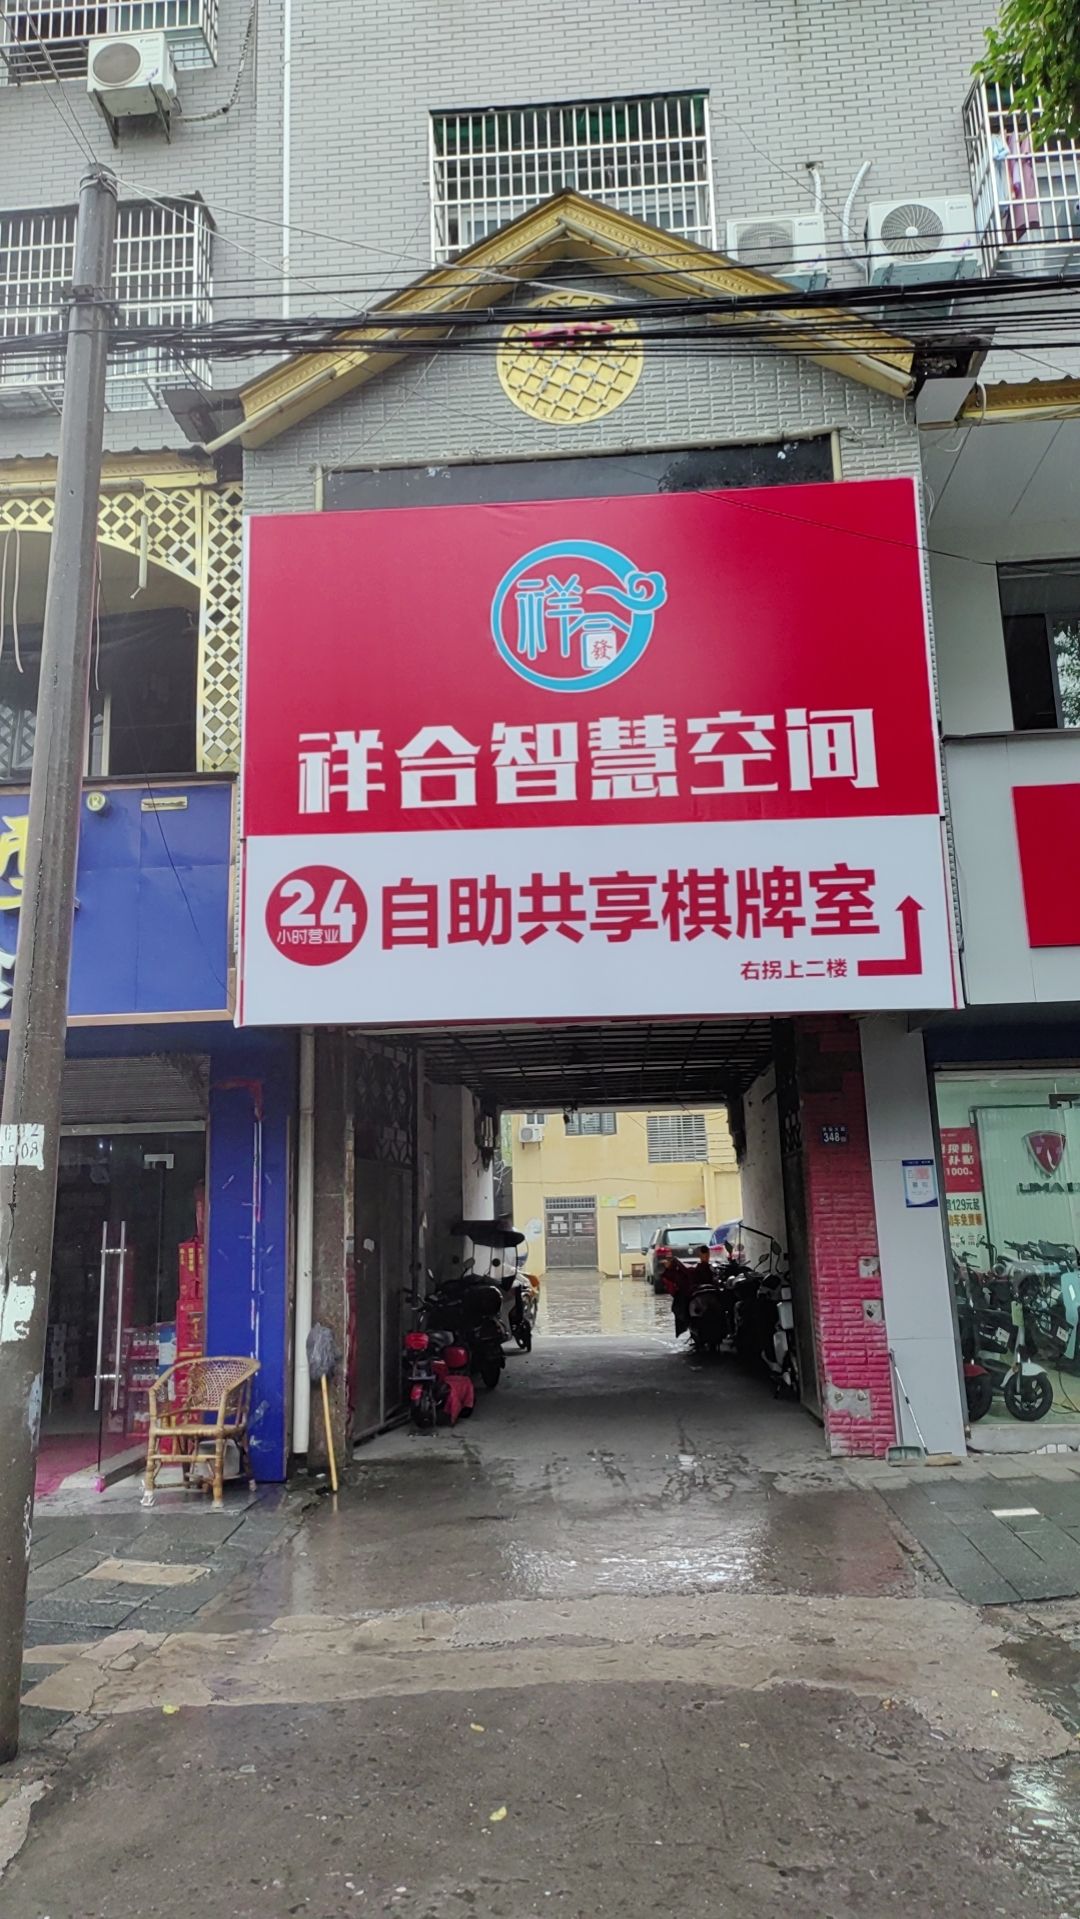 祥合
發
祥合智慧空间
24
小时营业
自助共享棋牌室
右拐上二楼
348